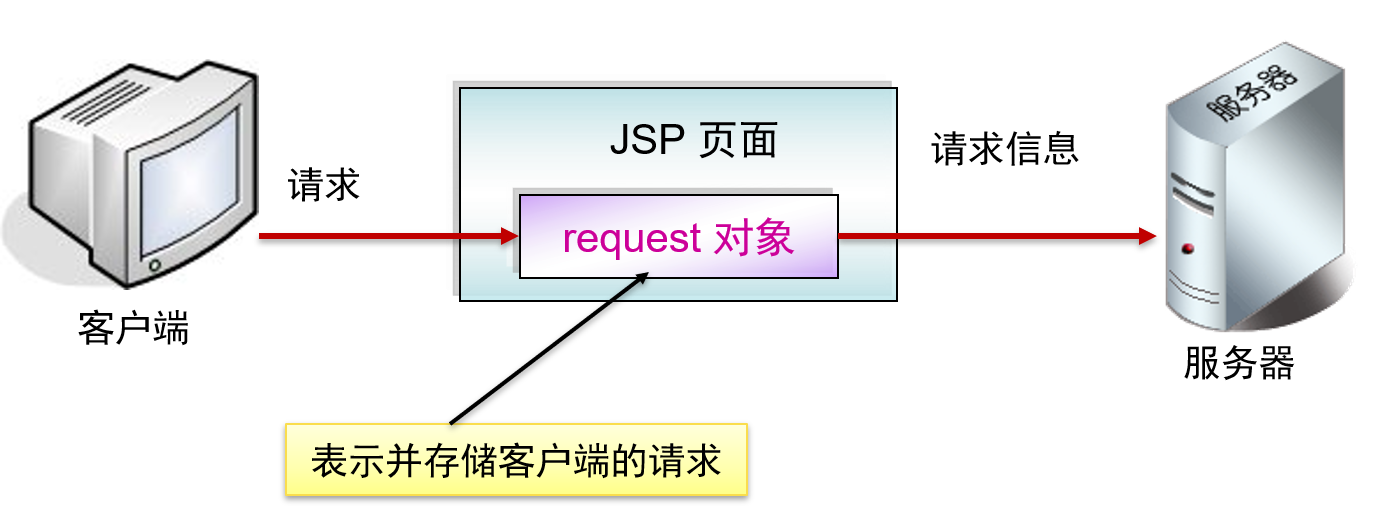 服务器
JSP 页面
请求信息
请求
request 对象
客户端
服务器
表示并存储客户端的请求